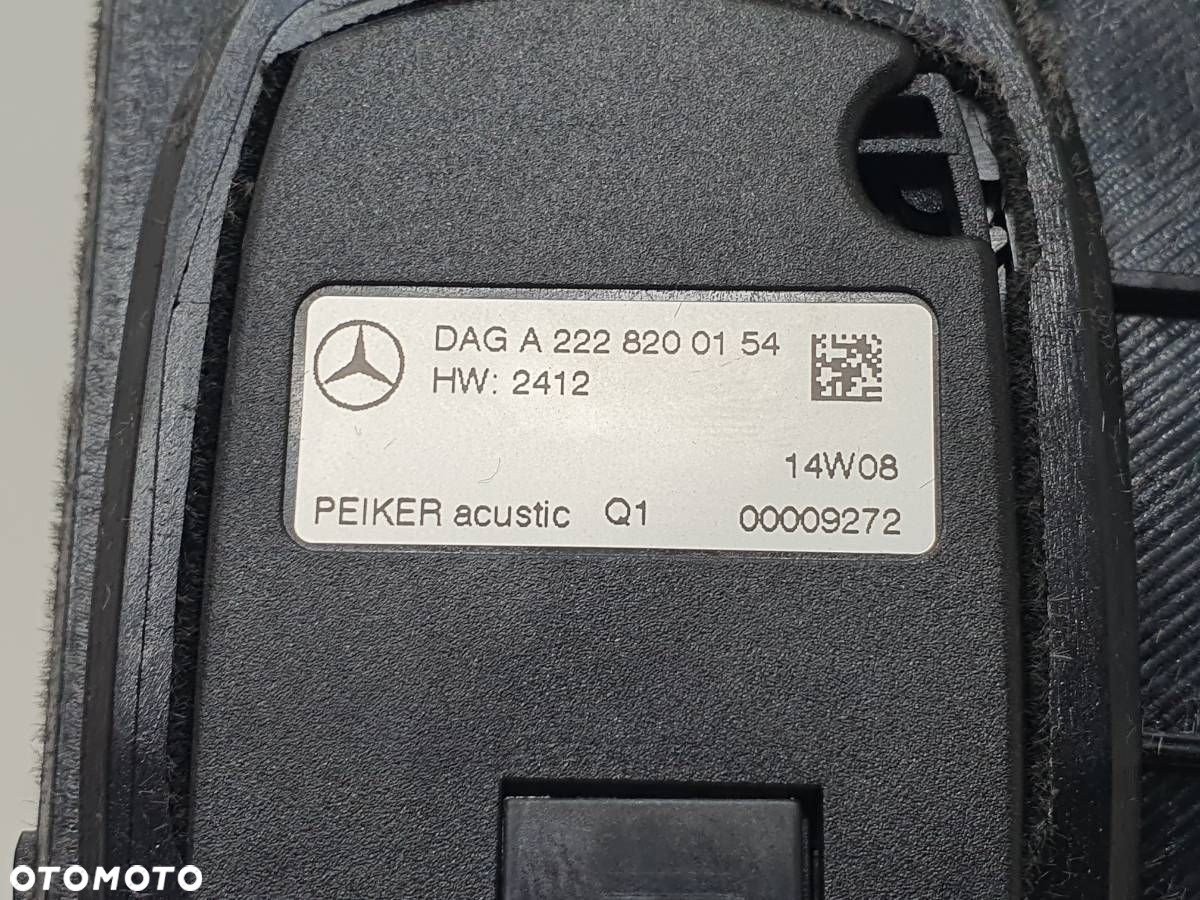 DAG A 222 820 01 54
HW: 2412
14W08
PEIKER acustic Q1 00009272
OTOMOTO